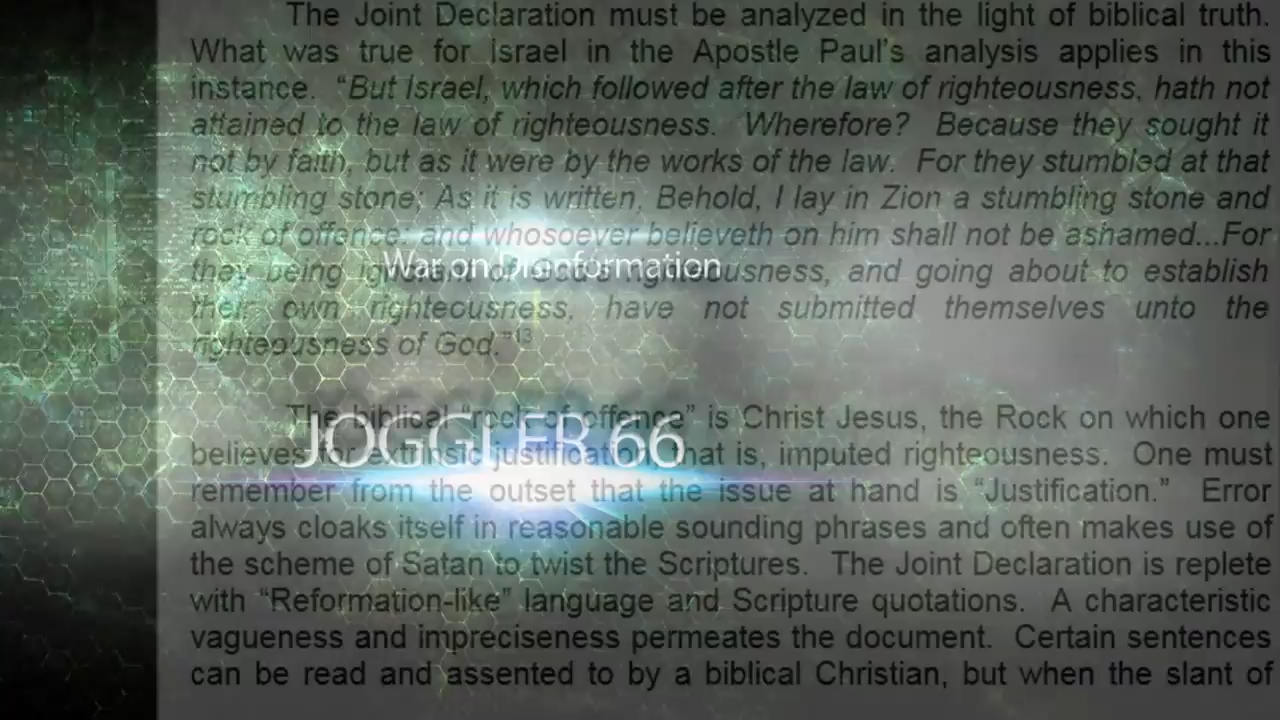 The Joint Declaration must be analyzed in the light of biblical truth.
What was true for Israel in the Apostle Paul's analysis applies in this
instance. “But Israel, which followed after the law of righteousness, hath not
attained to the law of righteousness. Wherefore? Because they sought it
not by faith, but as it were by the works of the law. For they stumbled at that
stumbling stone; As it is written, Behold, I lay in Zion a stumbling stone and
rock of offence: and whosoever believeth on him shall not be ashamed...For
they being of God's and going about to establish
War on Disinformation
their own righteousness, have not submitted themselves unto the
righteousness of God.”13
The biblical “rock of offence” is Christ Jesus, the Rock on which one
JOGGLER 66
believes for extrinsic justification, that is, imputed righteousness. One must
remember from the outset that the issue at hand is “Justification.” Error
always cloaks itself in reasonable sounding phrases and often makes use of
the scheme of Satan to twist the Scriptures. The Joint Declaration is replete
with “Reformation-like” language and Scripture quotations. A characteristic
vagueness and impreciseness permeates the document. Certain sentences
can be read and assented to by a biblical Christian, but when the slant of